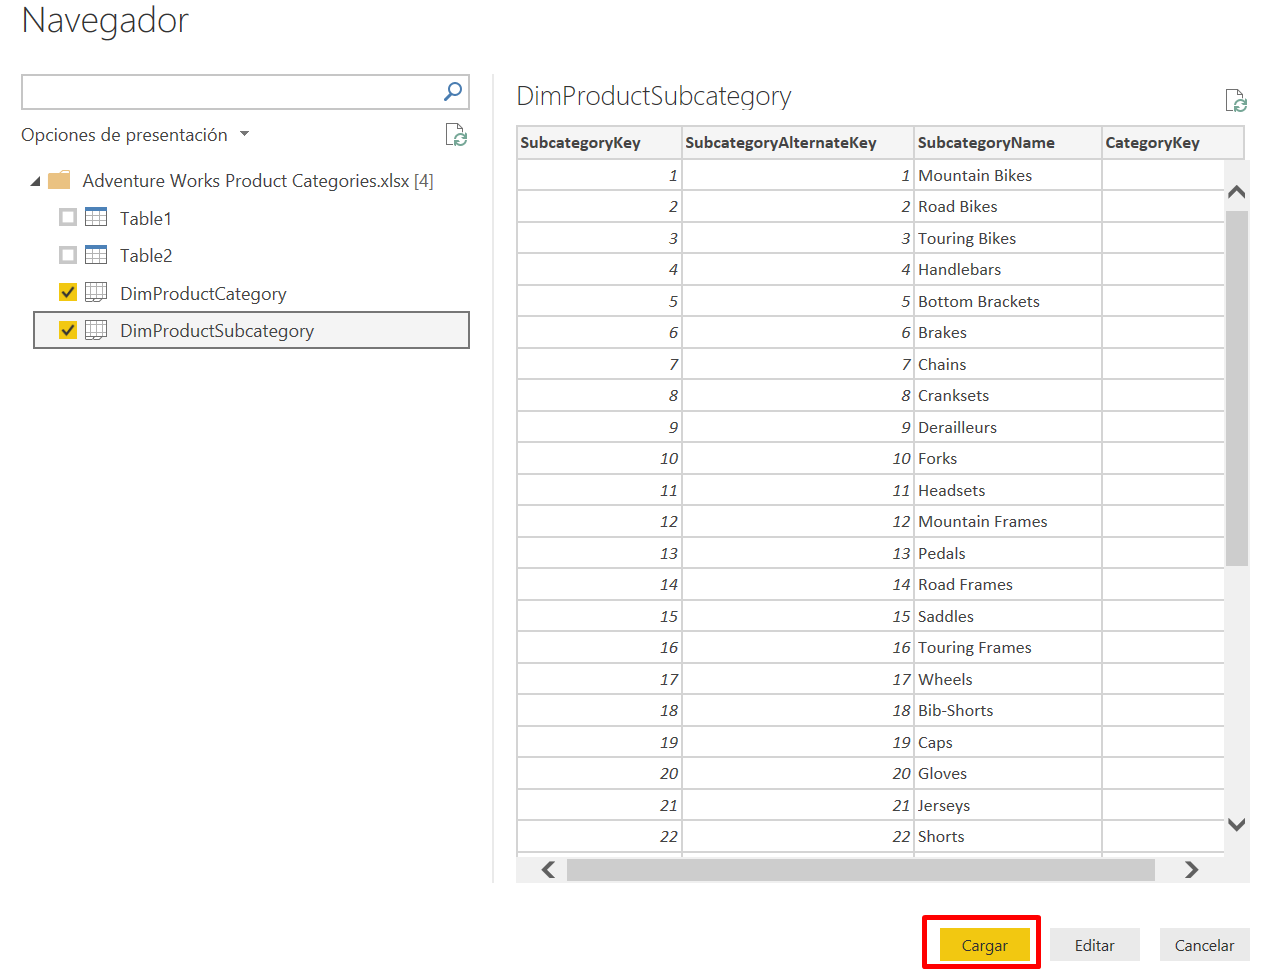 Navegador
Opciones de presentación
Adventure Works Product Categories.xlsx [4]
Table1
Table2
DimProductCategory
DimProductSubcategory
DimProductSubcategory
SubcategoryKey SubcategoryAlternateKey SubcategoryName CategoryKey
1 1 Mountain Bikes
2 2 Road Bikes
3 3 Touring Bikes
4 4 Handlebars
5 5 Bottom Brackets
6 6 Brakes
7 7 Chains
8 8 Cranksets
9 9 Derailleurs
10 10 Forks
11 11 Headsets
12 12 Mountain Frames
13 13 Pedals
14 14 Road Frames
15 15 Saddles
16 16 Touring Frames
17 17 Wheels
18 18 Bib-Shorts
19 19 Caps
20 20 Gloves
21 21 Jerseys
22 22 Shorts
Cargar Editar Cancelar